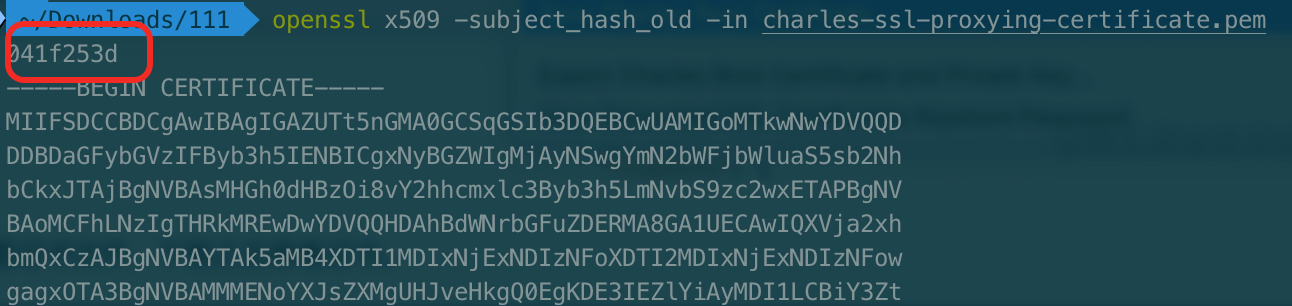 ~/Downloads/111 openssl x509 -subject_hash_old -in charles-ssl-proxying-certificate.pem
041f253d
-----BEGIN CERTIFICATE-----
MIIFSDCCBDCgAwIBAgIGAZUTt5nGMA0GCSqGSIb3DQEBCwUAMIGoMTkwNwYDVQQD
DDBDaGFybGVzIFByb3h5IENBICgxNyBGZWIgMjAyNSwgYmN2bWFjbWluaS5sb2Nh
bCkxJTAjBgNVBAsMHGh0dHBzOi8vY2hhcmxlc3Byb3h5LmNvbS9zc2wxETAPBgNV
BAoMCFhLNzIgTHRkMREwDwYDVQQHDAhBdWNrbGFuZDERMA8GA1UECAwIQXVja2xh
bmQxCzAJBgNVBAYTAk5aMB4XDTI1MDIxNjExNDIzNFoXDTI2MDIxNjExNDIzNFow
gagxOTA3BgNVBAMMMENoYXJsZXMgUHJveHkgQ0EgKDE3IEZlYiAyMDI1LCBiY3Zt